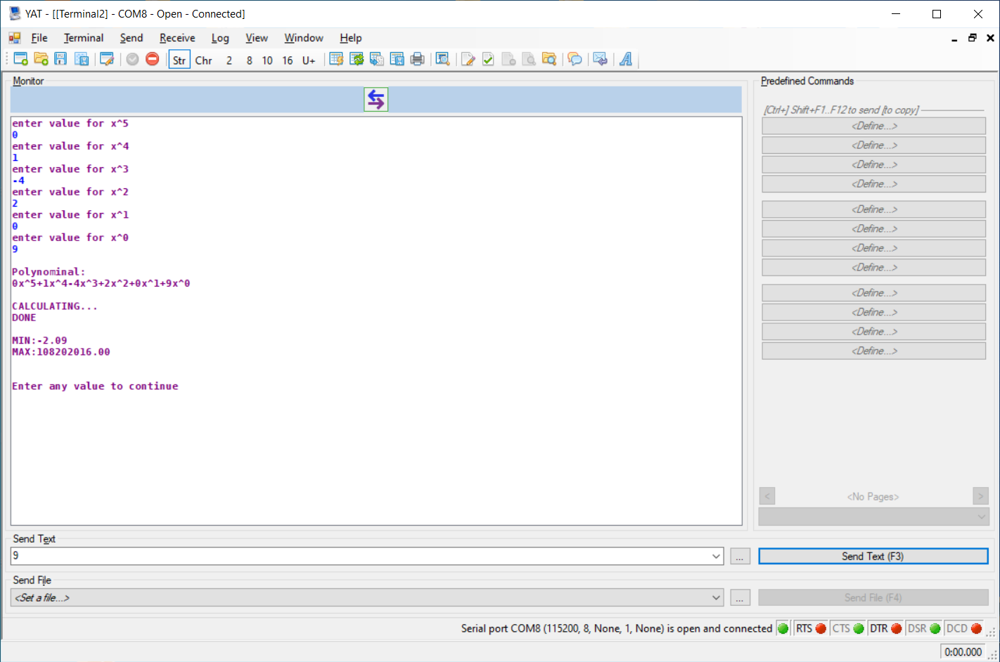 YAT - [[Terminal2] - COM8 - Open - Connected]
File Terminal Send Receive Log View Window Help
Str Chr 2 8 10 16 U+
Monitor
enter value for x^5
0
enter value for x^4
1
enter value for x^3
-4
enter value for x^2
2
enter value for x^1
0
enter value for x^0
9
Polynominal:
0x^5+1x^4-4x^3+2x^2+0x^1+9x^0
CALCULATING...
DONE
MIN:-2.09
MAX:108202016.00
Enter any value to continue
Predefined Commands
[Ctrl+] Shift+F1..F12 to send [to copy]
<Define...>
<Define...>
<Define...>
<Define...>
<Define...>
<Define...>
<Define...>
<Define...>
<Define...>
<Define...>
<Define...>
<Define...>
< <No Pages> >
Send Text
9 ... Send Text (F3)
Send File
<Set a file...> ... Send File (F4)
Serial port COM8 (115200, 8, None, 1, None) is open and connected RTS CTS DTR DSR DCD
0:00.000